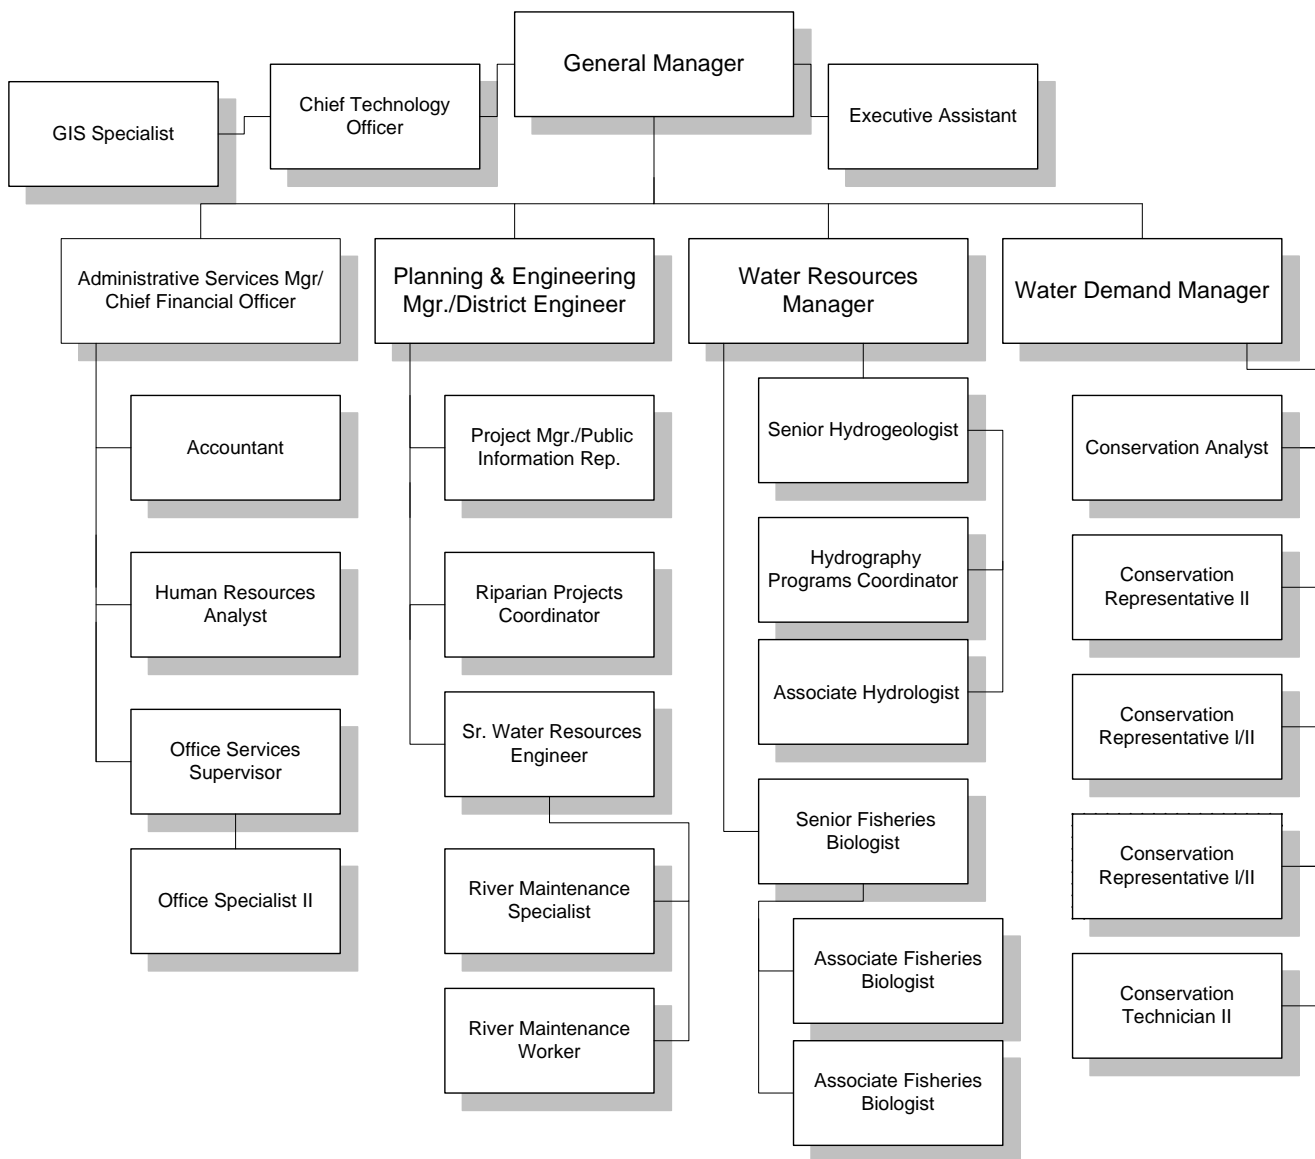 General Manager
GIS Specialist
Chief Technology
Officer
Executive Assistant
Administrative Services Mgr/
Chief Financial Officer
Planning & Engineering
Mgr./District Engineer
Water Resources
Manager
Water Demand Manager
Accountant
Human Resources
Analyst
Office Services
Supervisor
Office Specialist II
Project Mgr./Public
Information Rep.
Riparian Projects
Coordinator
Sr. Water Resources
Engineer
River Maintenance
Specialist
River Maintenance
Worker
Senior Hydrogeologist
Hydrography
Programs Coordinator
Associate Hydrologist
Senior Fisheries
Biologist
Associate Fisheries
Biologist
Associate Fisheries
Biologist
Conservation Analyst
Conservation
Representative II
Conservation
Representative I/II
Conservation
Representative I/II
Conservation
Technician II